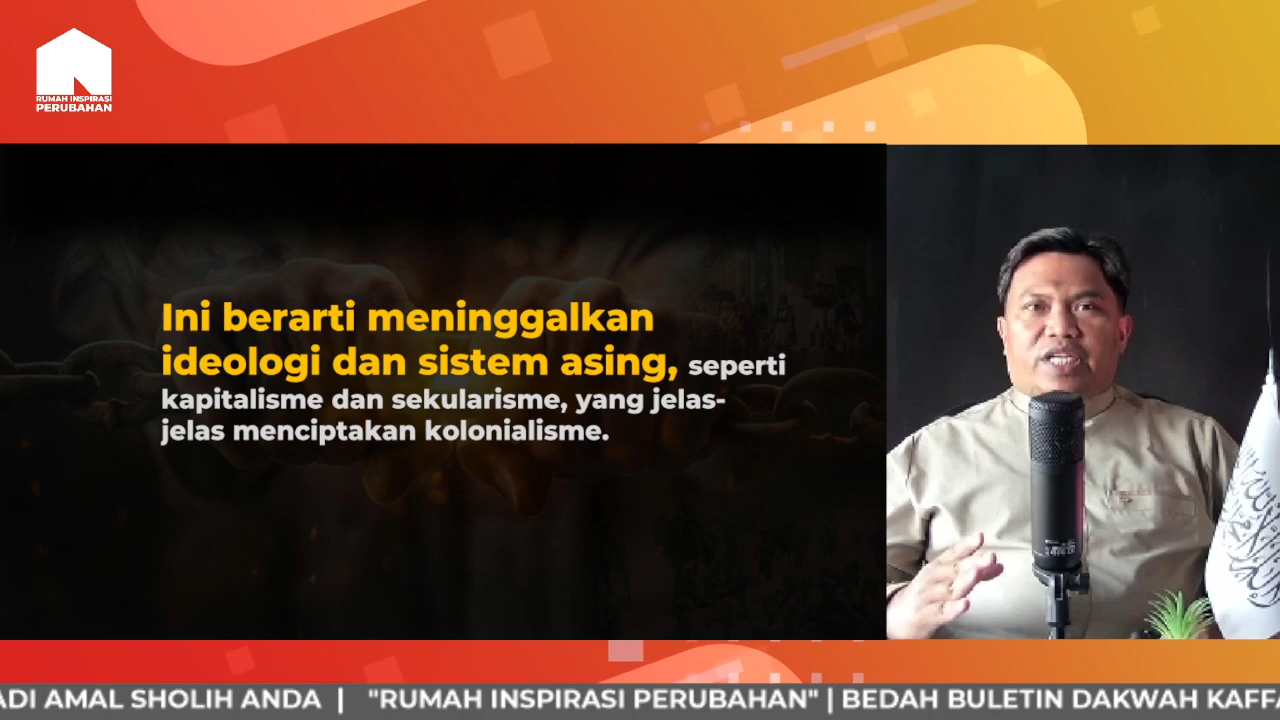 RUMAH INSPIRASI
PERUBAHAN
Ini berarti meninggalkan
ideologi dan sistem asing, seperti
kapitalisme dan sekularisme, yang jelas-
jelas menciptakan kolonialisme.
ADI AMAL SHOLIH ANDA | "RUMAH INSPIRASI PERUBAHAN" | BEDAH BULETIN DAKWAH KAFFA